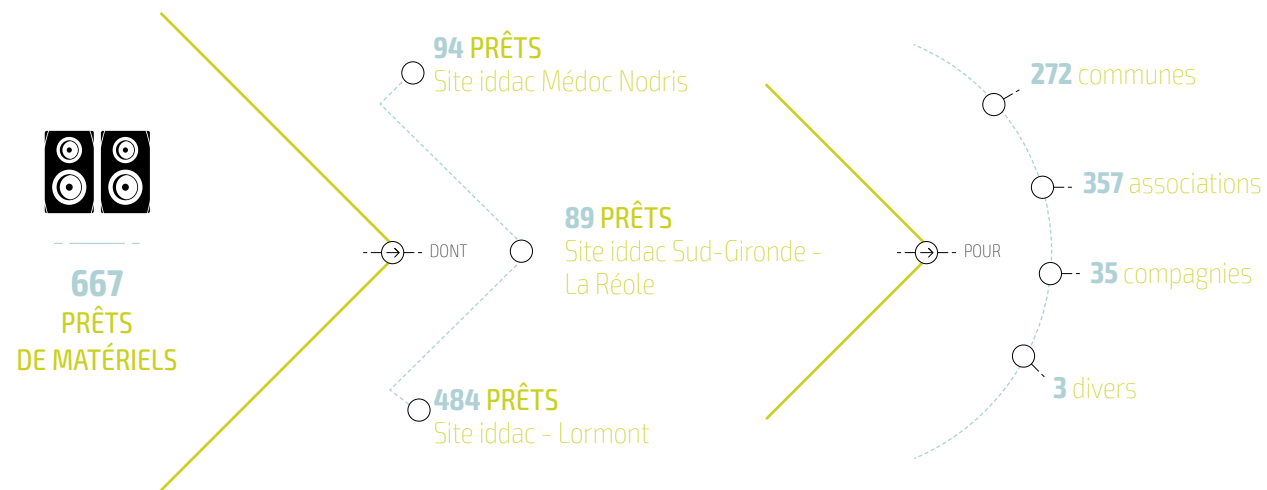 667
PRÊTS
DE MATÉRIELS
DONT
94 PRÊTS
Site iddac Médoc Nodris
89 PRÊTS
Site iddac Sud-Gironde -
La Réole
484 PRÊTS
Site iddac - Lormont
POUR
272 communes
357 associations
35 compagnies
3 divers